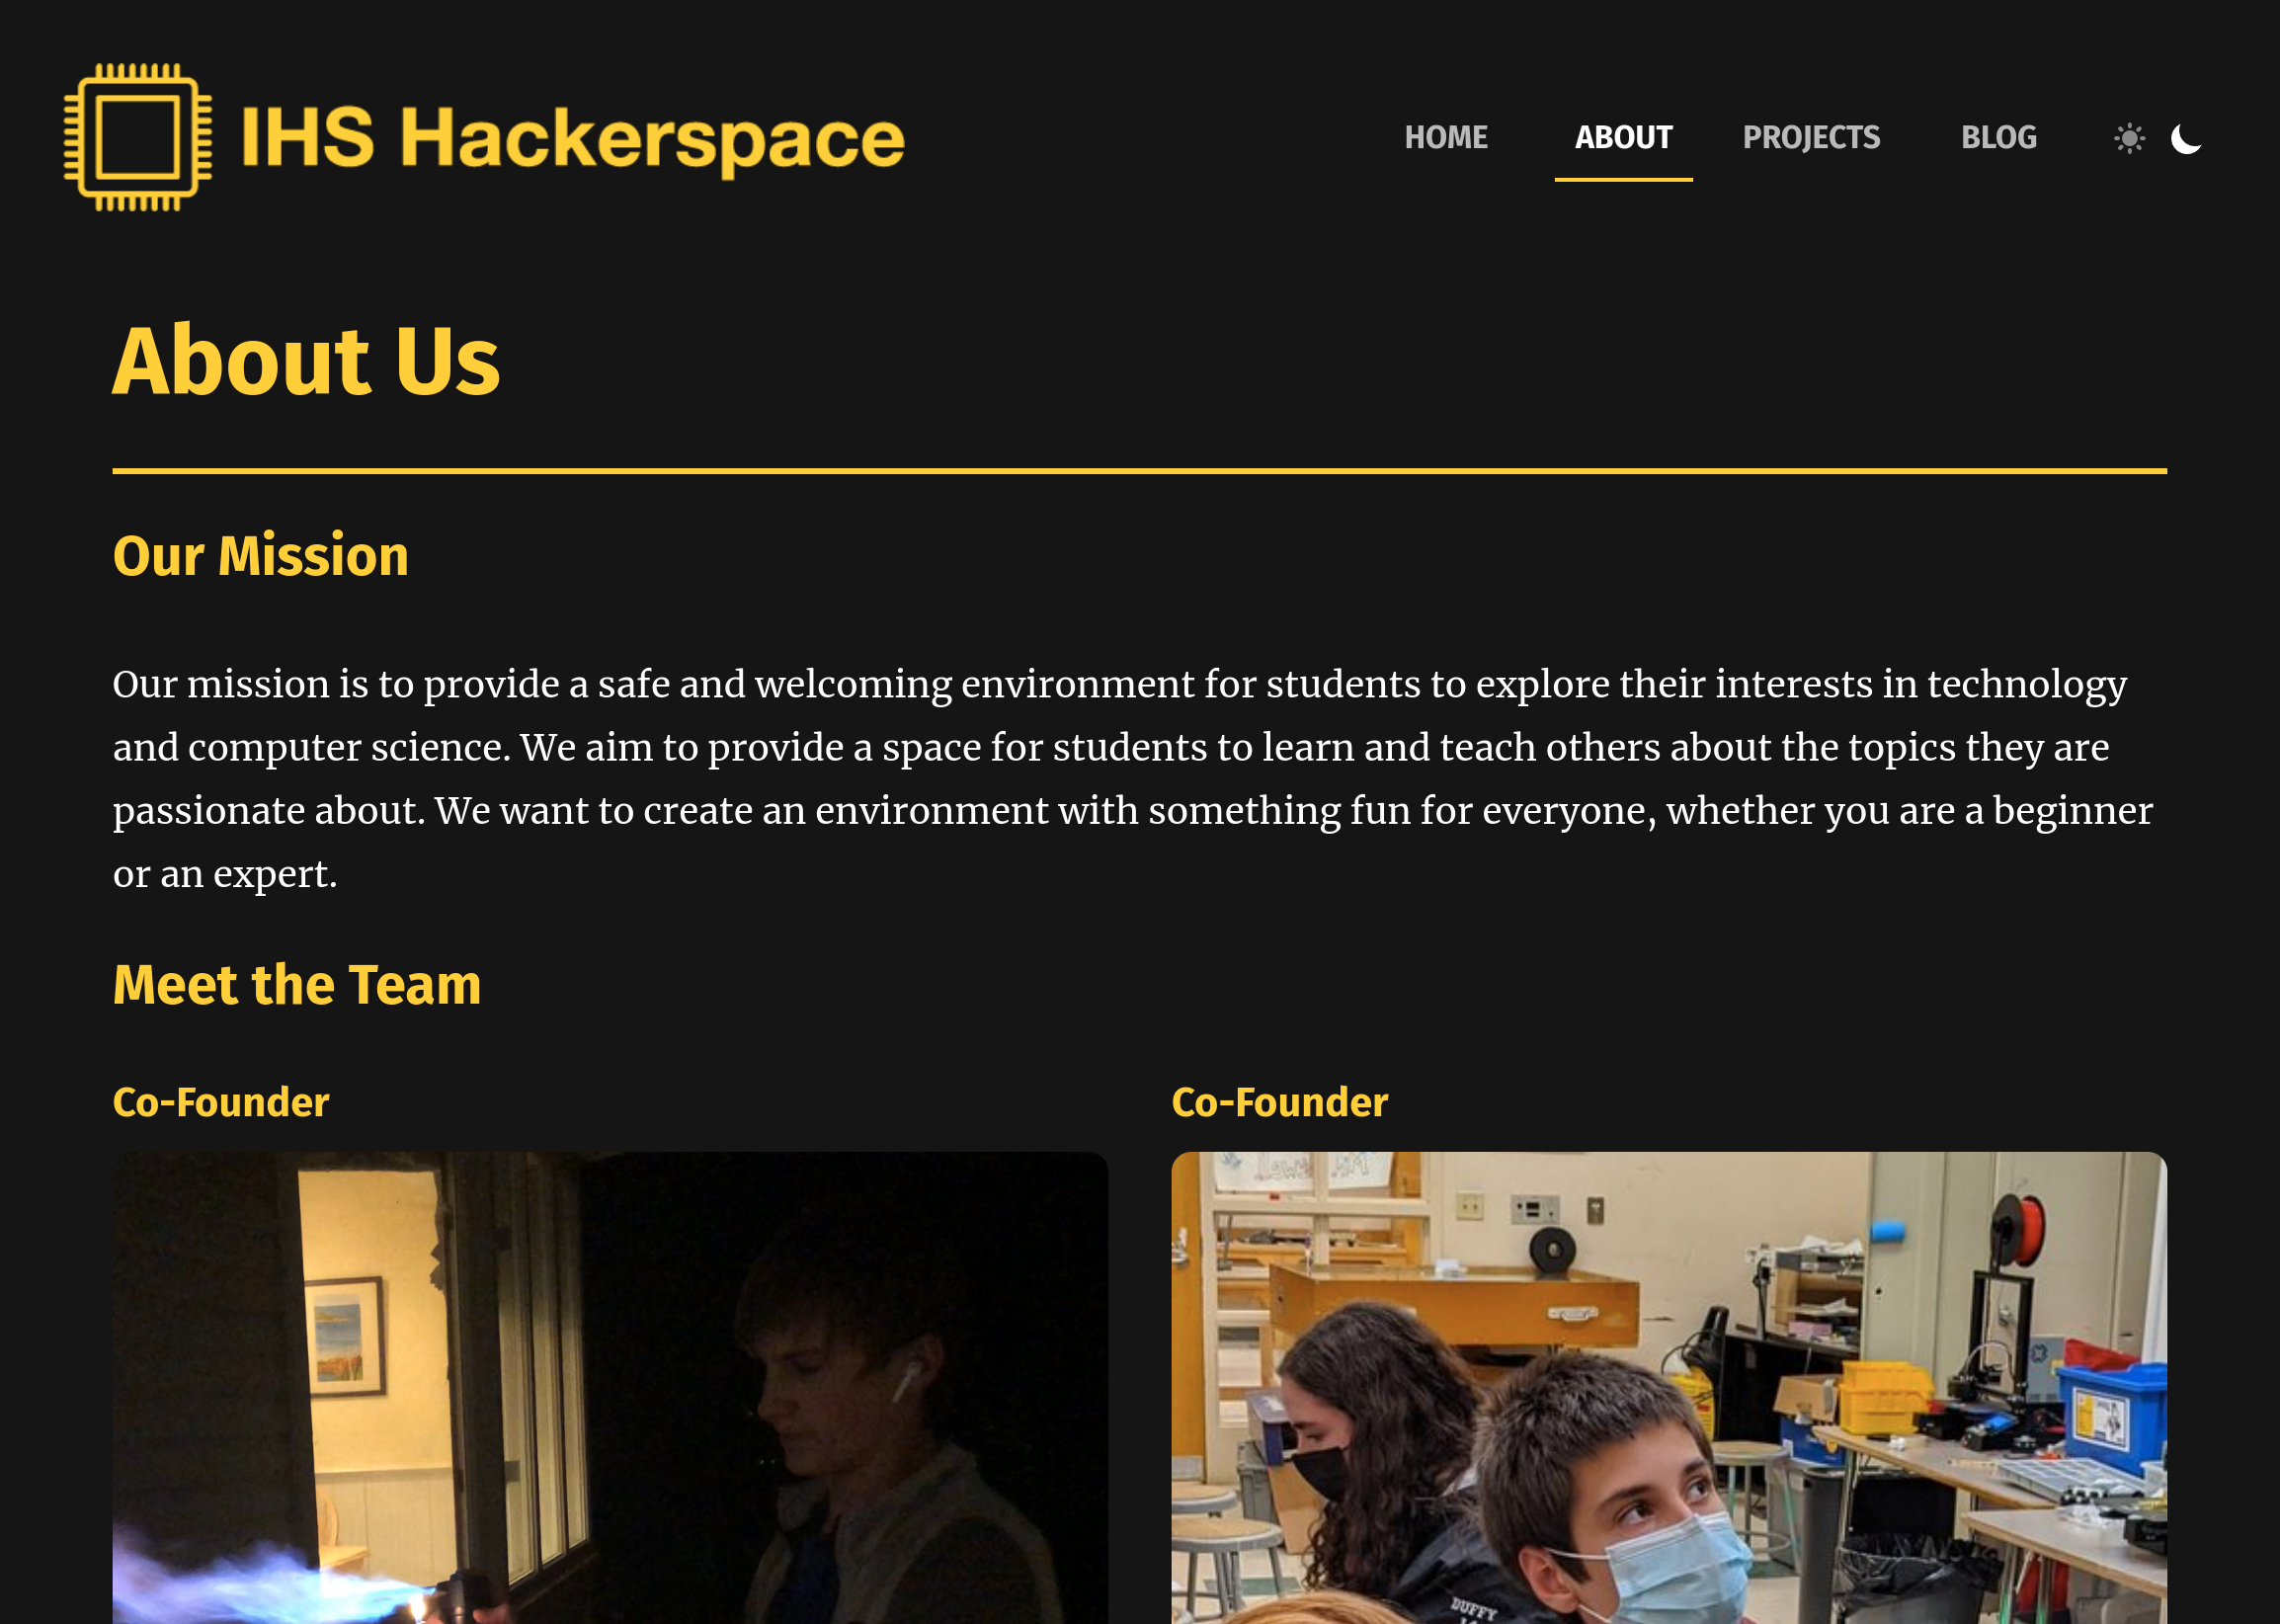 IHS Hackerspace
HOME ABOUT PROJECTS BLOG
About Us
Our Mission
Our mission is to provide a safe and welcoming environment for students to explore their interests in technology
and computer science. We aim to provide a space for students to learn and teach others about the topics they are
passionate about. We want to create an environment with something fun for everyone, whether you are a beginner
or an expert.
Meet the Team
Co-Founder
Co-Founder
DUFFY